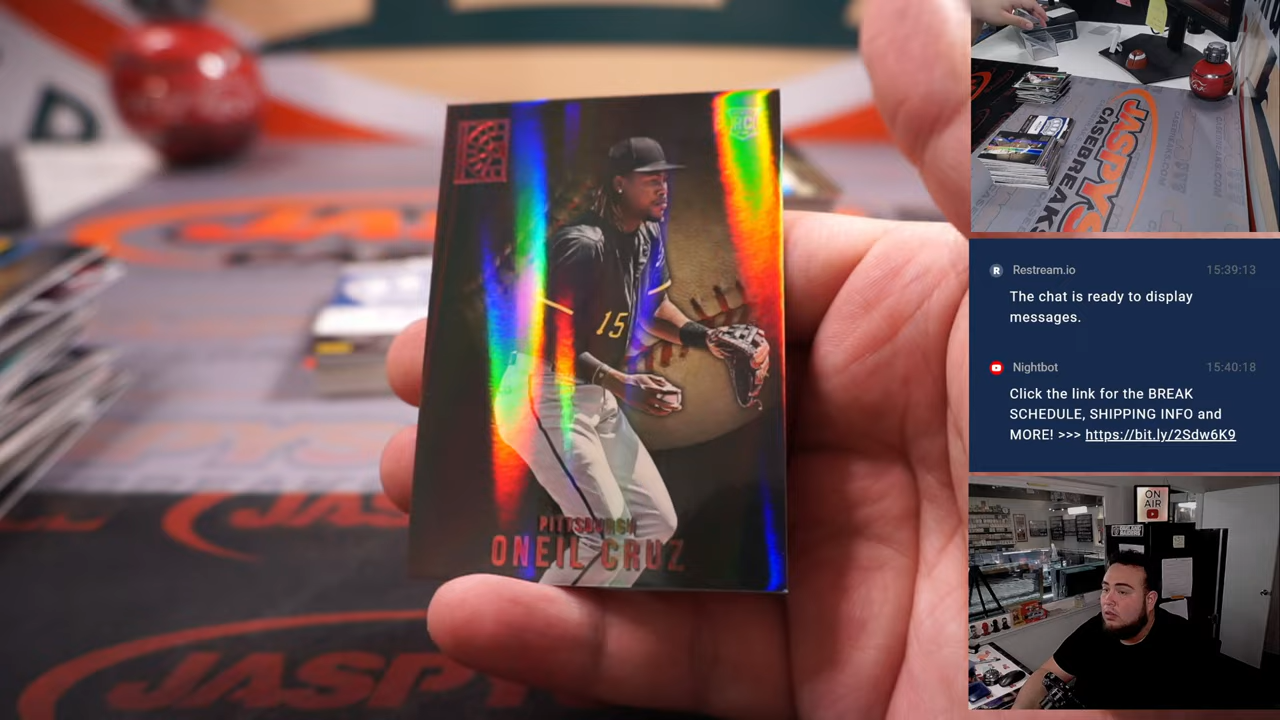 RC
15
PITTSBURGH
ONEIL CRUZ
JASPY
JASPYS
CASEBREAKS
Restream.io 15:39:13
The chat is ready to display
messages.
Nightbot 15:40:18
Click the link for the BREAK
SCHEDULE, SHIPPING INFO and
MORE! >>> https://bit.ly/2Sdw6K9
ON
AIR